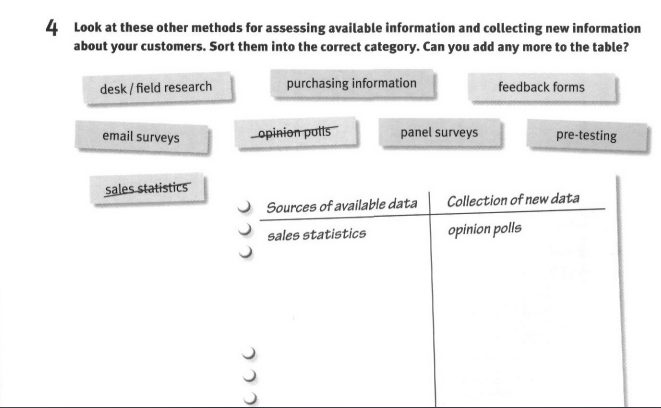 4 Look at these other methods for assessing available information and collecting new information
about your customers. Sort them into the correct category. Can you add any more to the table?
desk / field research
purchasing information
feedback forms
email surveys
opinion polls
panel surveys
pre-testing
sales statistics
Sources of available data
Collection of new data
sales statistics
opinion polls